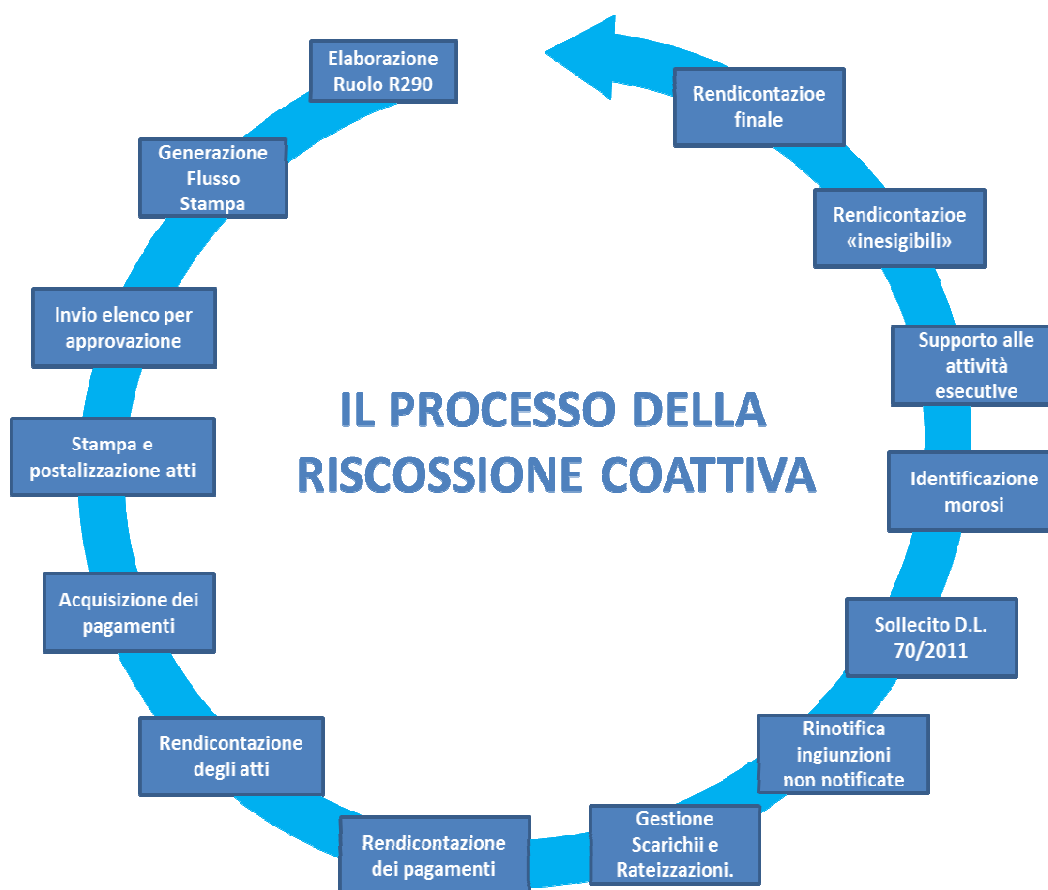 Elaborazione
Ruolo R290
Generazione
Flusso
Stampa
Invio elenco per
approvazione
Stampa e
postalizzazione atti
Acquisizione dei
pagamenti
Rendicontazione
degli atti
Rendicontazione
dei pagamenti
Gestione
Scarichii e
Rateizzazioni.
Rinotifica
ingiunzioni
non notificate
Sollecito D.L.
70/2011
Identificazione
morosi
Supporto alle
attività
esecutive
Rendicontazioe
«inesigibili»
Rendicontazioe
finale
IL PROCESSO DELLA
RISCOSSIONE COATTIVA